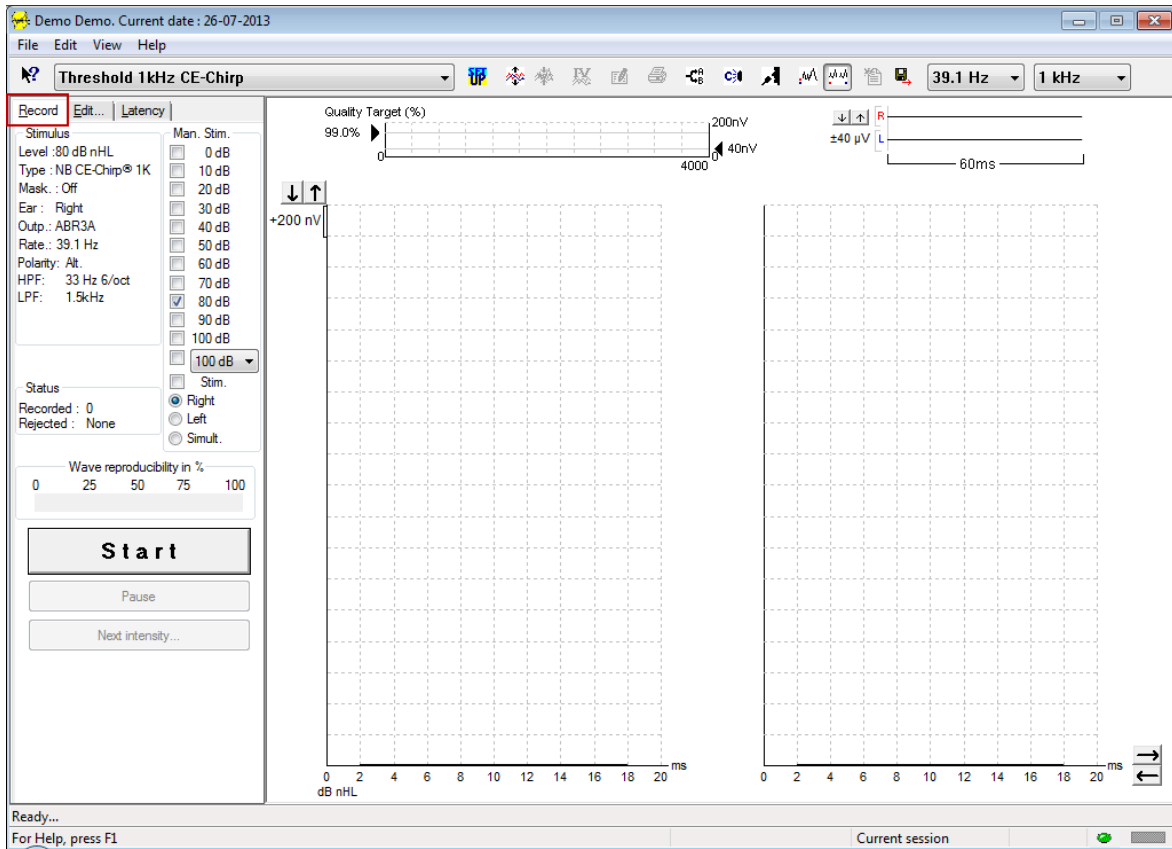 Demo Demo. Current date : 26-07-2013
File Edit View Help
Threshold 1kHz CE-Chirp
39.1 Hz
1 kHz
Record Edit... Latency
Stimulus
Level :80 dB nHL
Type : NB CE-Chirp® 1K
Mask. : Off
Ear : Right
Outp.: ABR3A
Rate.: 39.1 Hz
Polarity: Alt.
HPF: 33 Hz 6/oct
LPF: 1.5kHz
Man. Stim.
0 dB
10 dB
20 dB
30 dB
40 dB
50 dB
60 dB
70 dB
80 dB
90 dB
100 dB
100 dB
Stim.
Right
Left
Simult.
Status
Recorded : 0
Rejected : None
Wave reproducibility in %
0 25 50 75 100
Start
Pause
Next intensity...
Quality Target (%)
99.0%
0
4000
200nV
40nV
0
R
±40 µV L
60ms
+200 nV
0 2 4 6 8 10 12 14 16 18 20 ms
dB nHL
0 2 4 6 8 10 12 14 16 18 20 ms
Ready...
For Help, press F1
Current session